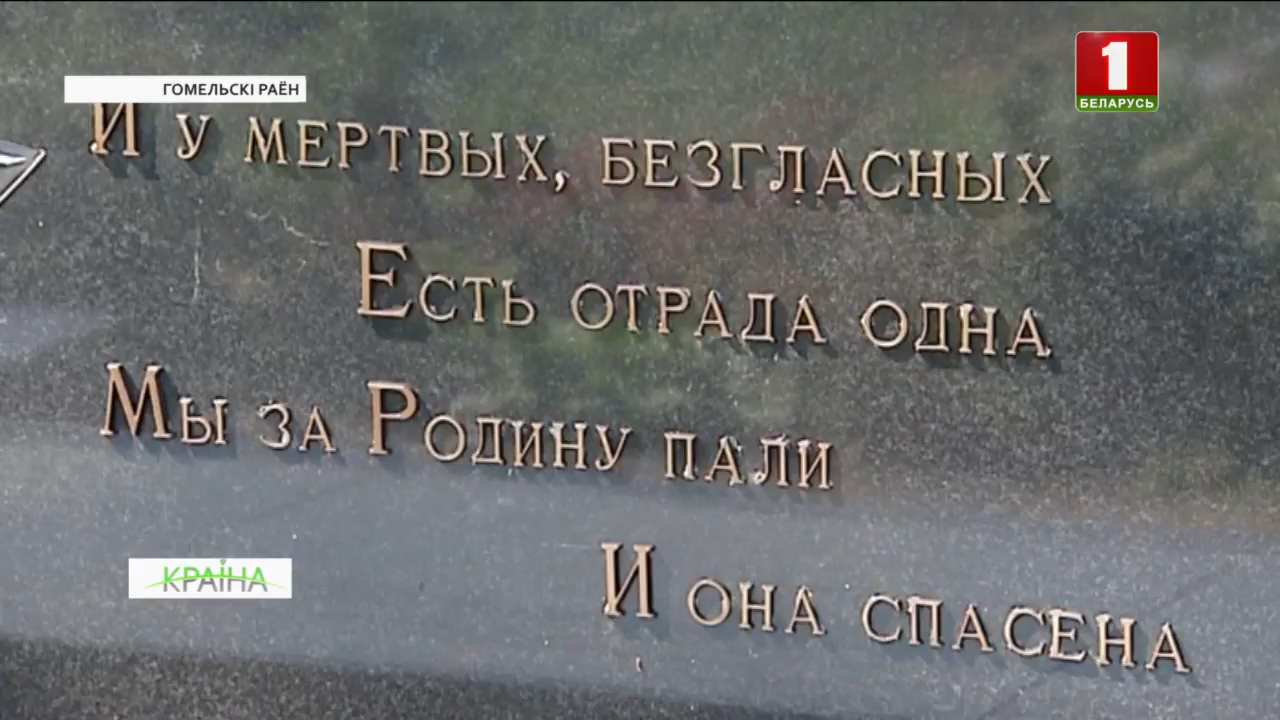 ГОМЕЛЬСКІ РАЁН
1
БЕЛАРУСЬ
И У МЕРТВЫХ, БЕЗГЛАСНЫХ
ЕСТЬ ОТРАДА ОДНА
МЫ ЗА РОДИНУ ПАЛИ
КРАІНА
И ОНА СПАСЕНА